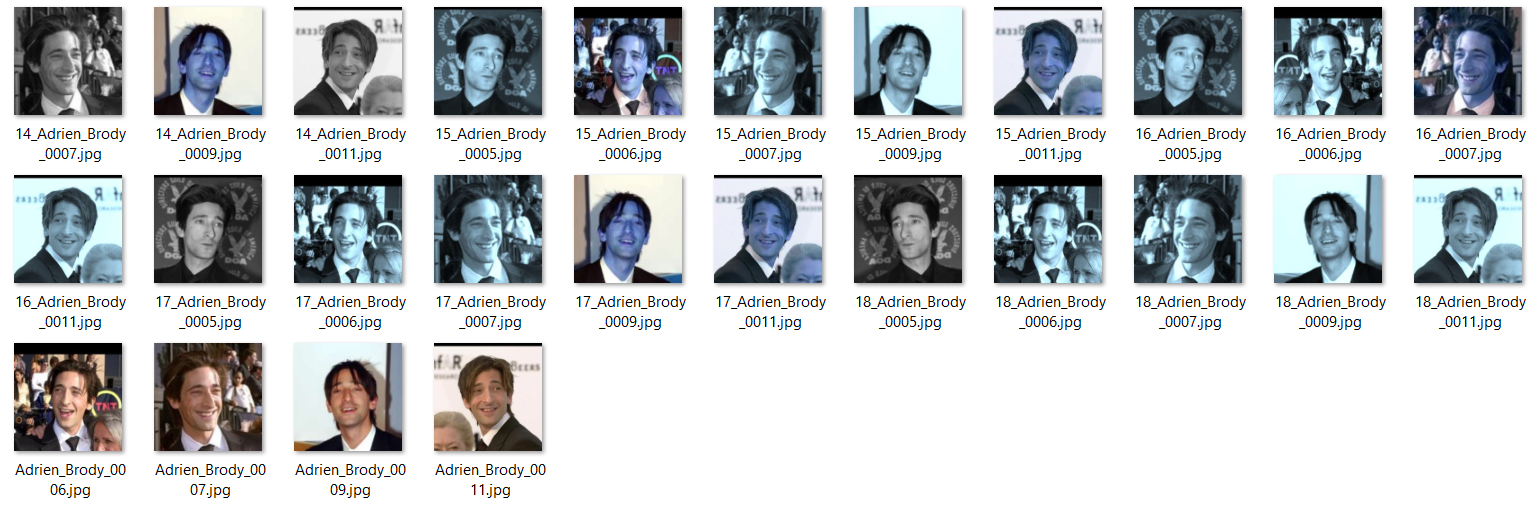 14_Adrien_Brody
_0007.jpg
14_Adrien_Brody
_0009.jpg
14_Adrien_Brody
_0011.jpg
15_Adrien_Brody
_0005.jpg
15_Adrien_Brody
_0006.jpg
15_Adrien_Brody
_0007.jpg
15_Adrien_Brody
_0009.jpg
15_Adrien_Brody
_0011.jpg
16_Adrien_Brody
_0005.jpg
16_Adrien_Brody
_0006.jpg
16_Adrien_Brody
_0007.jpg
16_Adrien_Brody
_0011.jpg
17_Adrien_Brody
_0005.jpg
17_Adrien_Brody
_0006.jpg
17_Adrien_Brody
_0007.jpg
17_Adrien_Brody
_0009.jpg
17_Adrien_Brody
_0011.jpg
18_Adrien_Brody
_0005.jpg
18_Adrien_Brody
_0006.jpg
18_Adrien_Brody
_0007.jpg
18_Adrien_Brody
_0009.jpg
18_Adrien_Brody
_0011.jpg
TNT
Adrien_Brody_00
06.jpg
Adrien_Brody_00
07.jpg
Adrien_Brody_00
09.jpg
Adrien_Brody_00
11.jpg